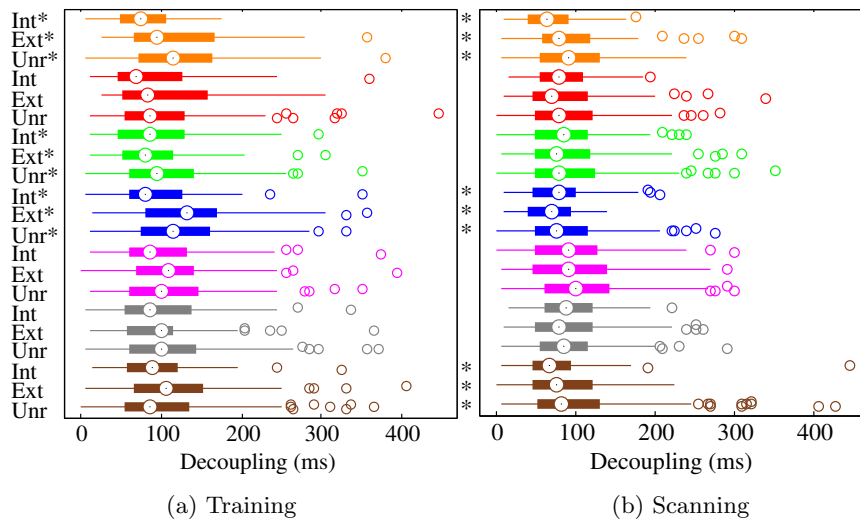 Int* *
Ext* *
Unr* *
Int
Ext
Unr
Int*
Ext*
Unr*
Int* *
Ext* *
Unr* *
Int
Ext
Unr
Int
Ext
Unr
Int *
Ext *
Unr *
0 100 200 300 400 0 100 200 300 400
Decoupling (ms) Decoupling (ms)
(a) Training (b) Scanning